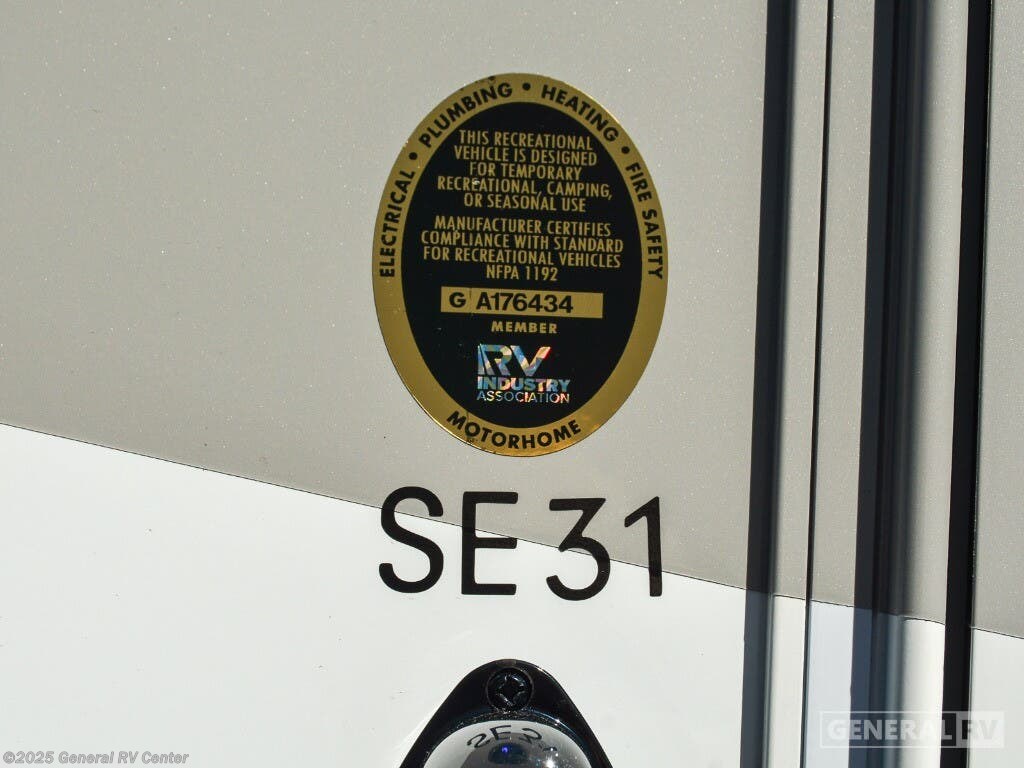 ELECTRICAL • PLUMBING • HEATING • FIRE SAFETY
THIS RECREATIONAL
VEHICLE IS DESIGNED
FOR TEMPORARY
RECREATIONAL, CAMPING,
OR SEASONAL USE
MANUFACTURER CERTIFIES
COMPLIANCE WITH STANDARD
FOR RECREATIONAL VEHICLES
NFPA 1192
G A176434
MEMBER
RV
INDUSTRY
ASSOCIATION
MOTORHOME
SE 31
GENERAL RV
©2025 General RV Center